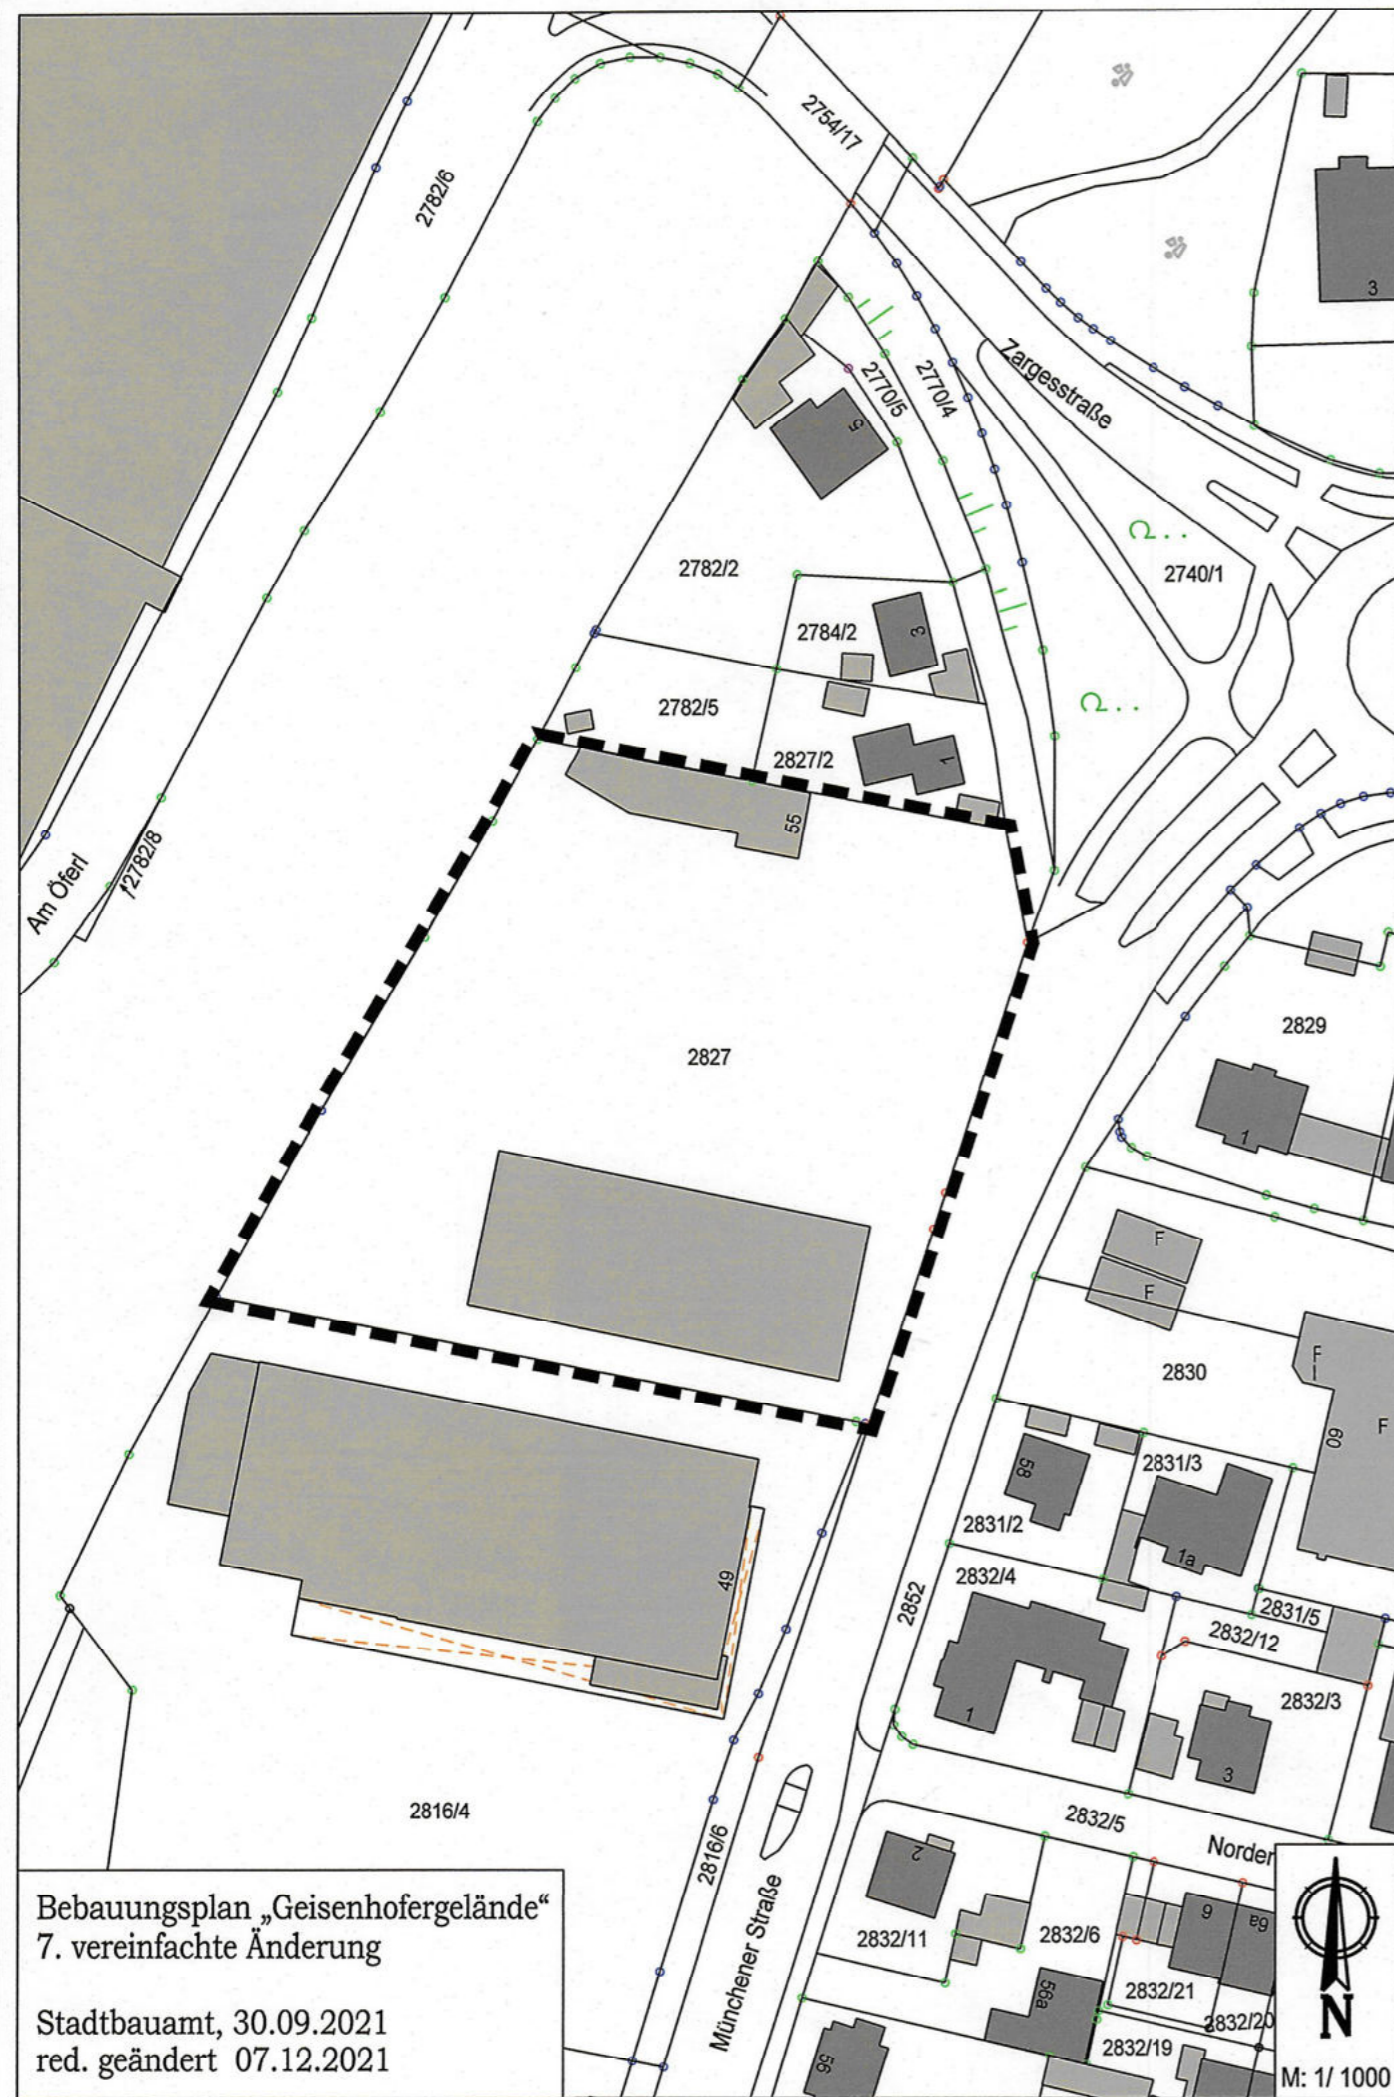 2754/17
2782/6
3
Zargesstraße
2770/5
2770/4
5
2782/2
2740/1
2784/2
3
2782/5
2827/2
1
55
Am Öferl
2782/8
2829
2827
1
F
F
F
2830
60
F
58
2831/3
2831/2
1a
49
2832/4
2852
2831/5
2832/12
2832/3
1
3
2816/4
2832/5
2816/6
Norder
2
Münchener Straße
6
6a
2832/11
2832/6
56a
2832/21
2832/20
2832/19
56
Bebauungsplan „Geisenhofergelände“
7. vereinfachte Änderung
Stadtbauamt, 30.09.2021
red. geändert 07.12.2021
N
M: 1/ 1000